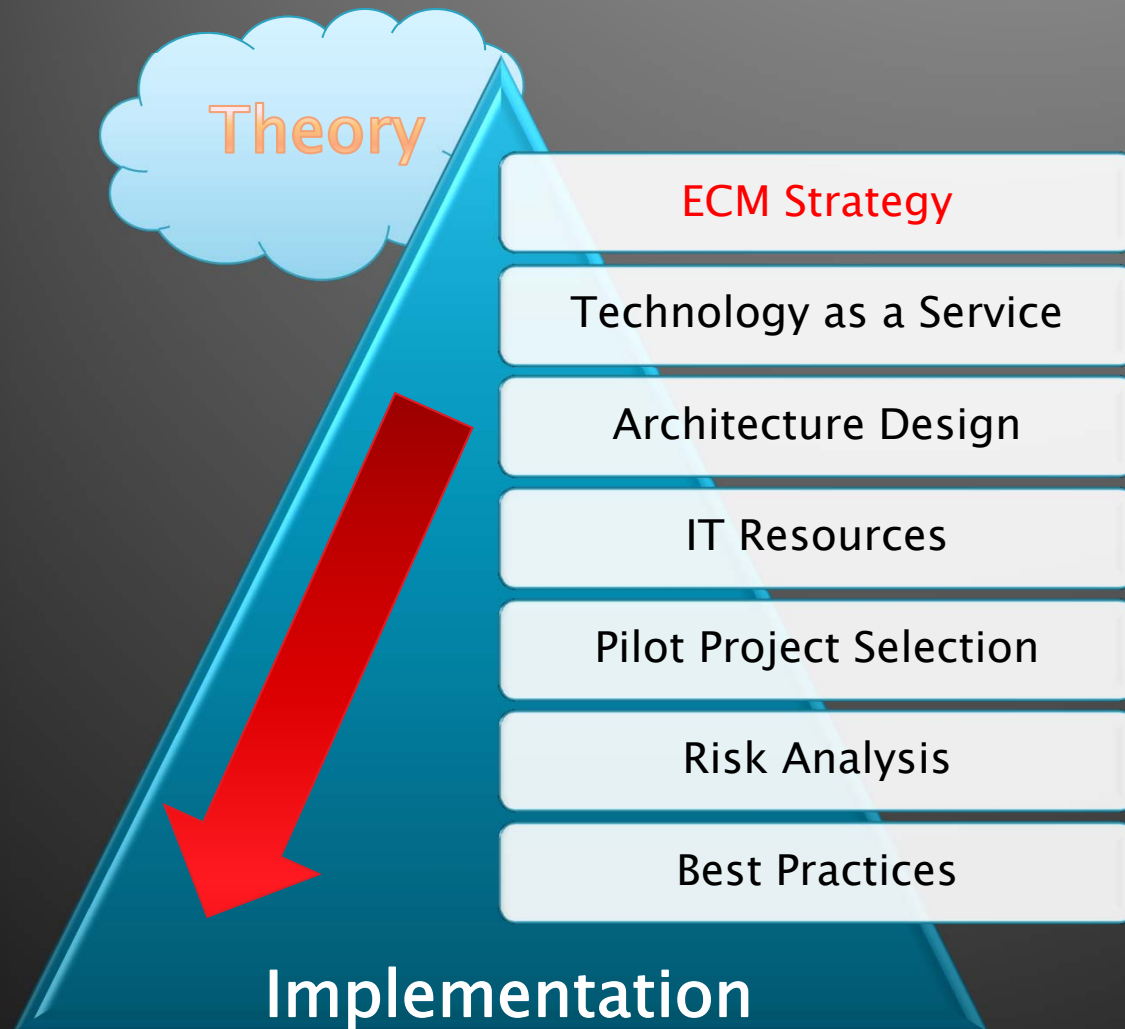 Theory
ECM Strategy
Technology as a Service
Architecture Design
IT Resources
Pilot Project Selection
Risk Analysis
Best Practices
Implementation